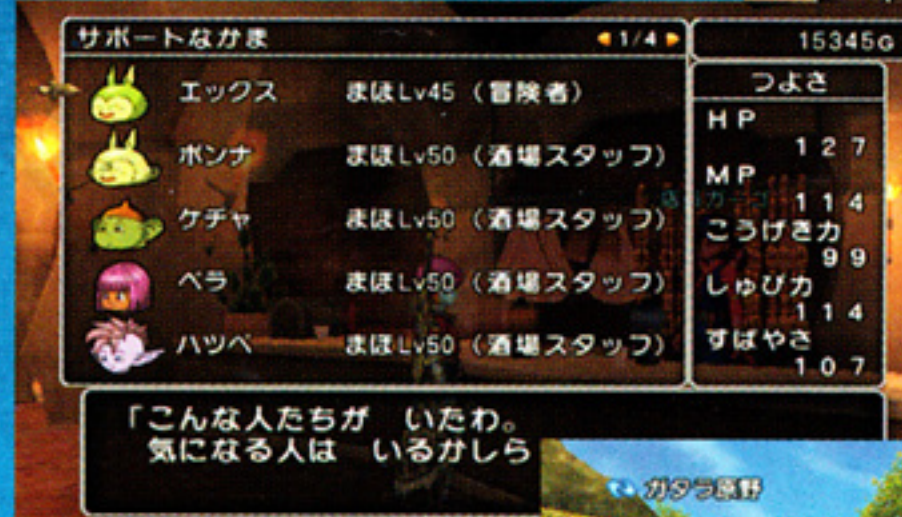 サポートなかま 1/4
15345G
エックス まほLv45 (冒険者)
ポンナ まほLv50 (酒場スタッフ)
ケチャ まほLv50 (酒場スタッフ)
ベラ まほLv50 (酒場スタッフ)
ハツベ まほLv50 (酒場スタッフ)
つよさ
HP
127
MP
114
こうげき力
99
しゅび力
114
すばやさ
107
「こんな人たちが いたわ。
気になる人は いるかしら
ガタラ原野